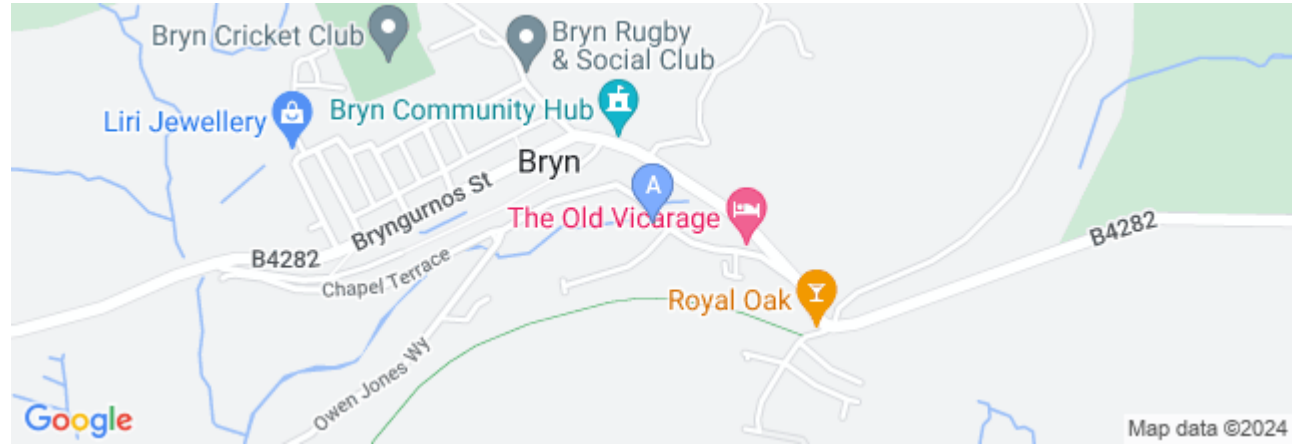 Bryn Cricket Club
Bryn Rugby
& Social Club
Liri Jewellery
Bryn Community Hub
Bryn
A
Bryngurnos St
The Old Vicarage
B4282
B4282
Chapel Terrace
Royal Oak
Owen Jones Wy
Google
Map data ©2024